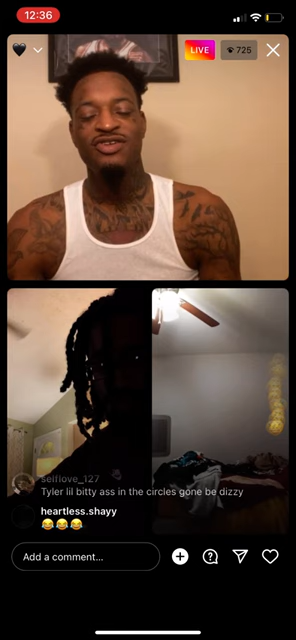 12:36
LIVE
725
selflove_127
Tyler lil bitty ass in the circles gone be dizzy
heartless.shayy
😂😂😂
Add a comment...